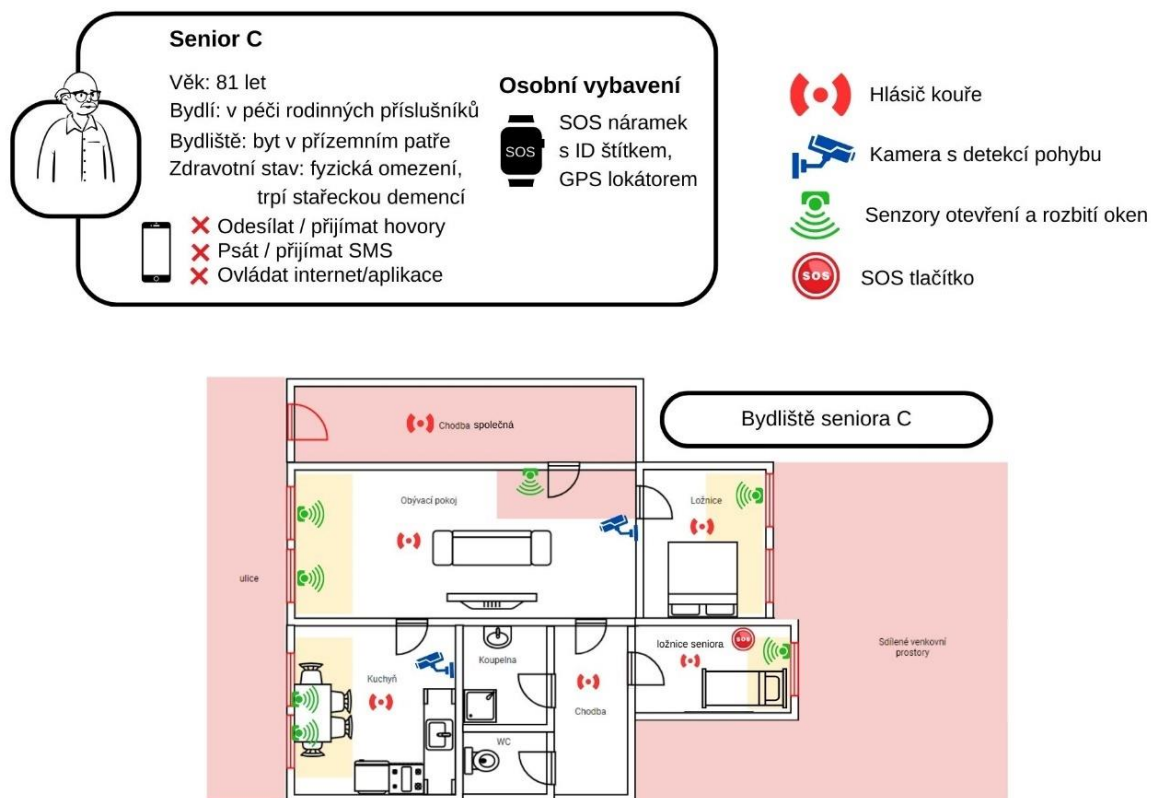 Senior C
Věk: 81 let
Bydlí: v péči rodinných příslušníků
Bydliště: byt v přízemním patře
Zdravotní stav: fyzická omezení,
trpí stařeckou demencí
Odesílat / přijímat hovory
Psát / přijímat SMS
Ovládat internet/aplikace
Osobní vybavení
SOS
SOS náramek
s ID štítkem,
GPS lokátorem
Hlásič kouře
Kamera s detekcí pohybu
Senzory otevření a rozbití oken
SOS
SOS tlačítko
Bydliště seniora C
Chodba společná
Obývací pokoj
Ložnice
ulice
ložnice seniora
SOS
Sdílené venkovní
prostory
Koupelna
Kuchyň
Chodba
WC